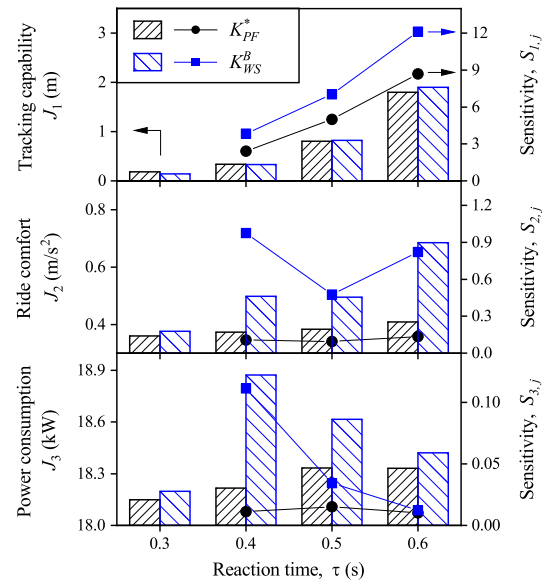 Tracking capability
J₁ (m)
3
2
1
0
K*PF
KᴮWS
12
9
6
3
0
Sensitivity, S₁,ⱼ
Ride comfort
J₂ (m/s²)
0.8
0.6
0.4
1.2
0.9
0.6
0.3
0.0
Sensitivity, S₂,ⱼ
Power consumption
J₃ (kW)
18.9
18.6
18.3
18.0
0.10
0.05
0.00
Sensitivity, S₃,ⱼ
0.3 0.4 0.5 0.6
Reaction time, τ (s)